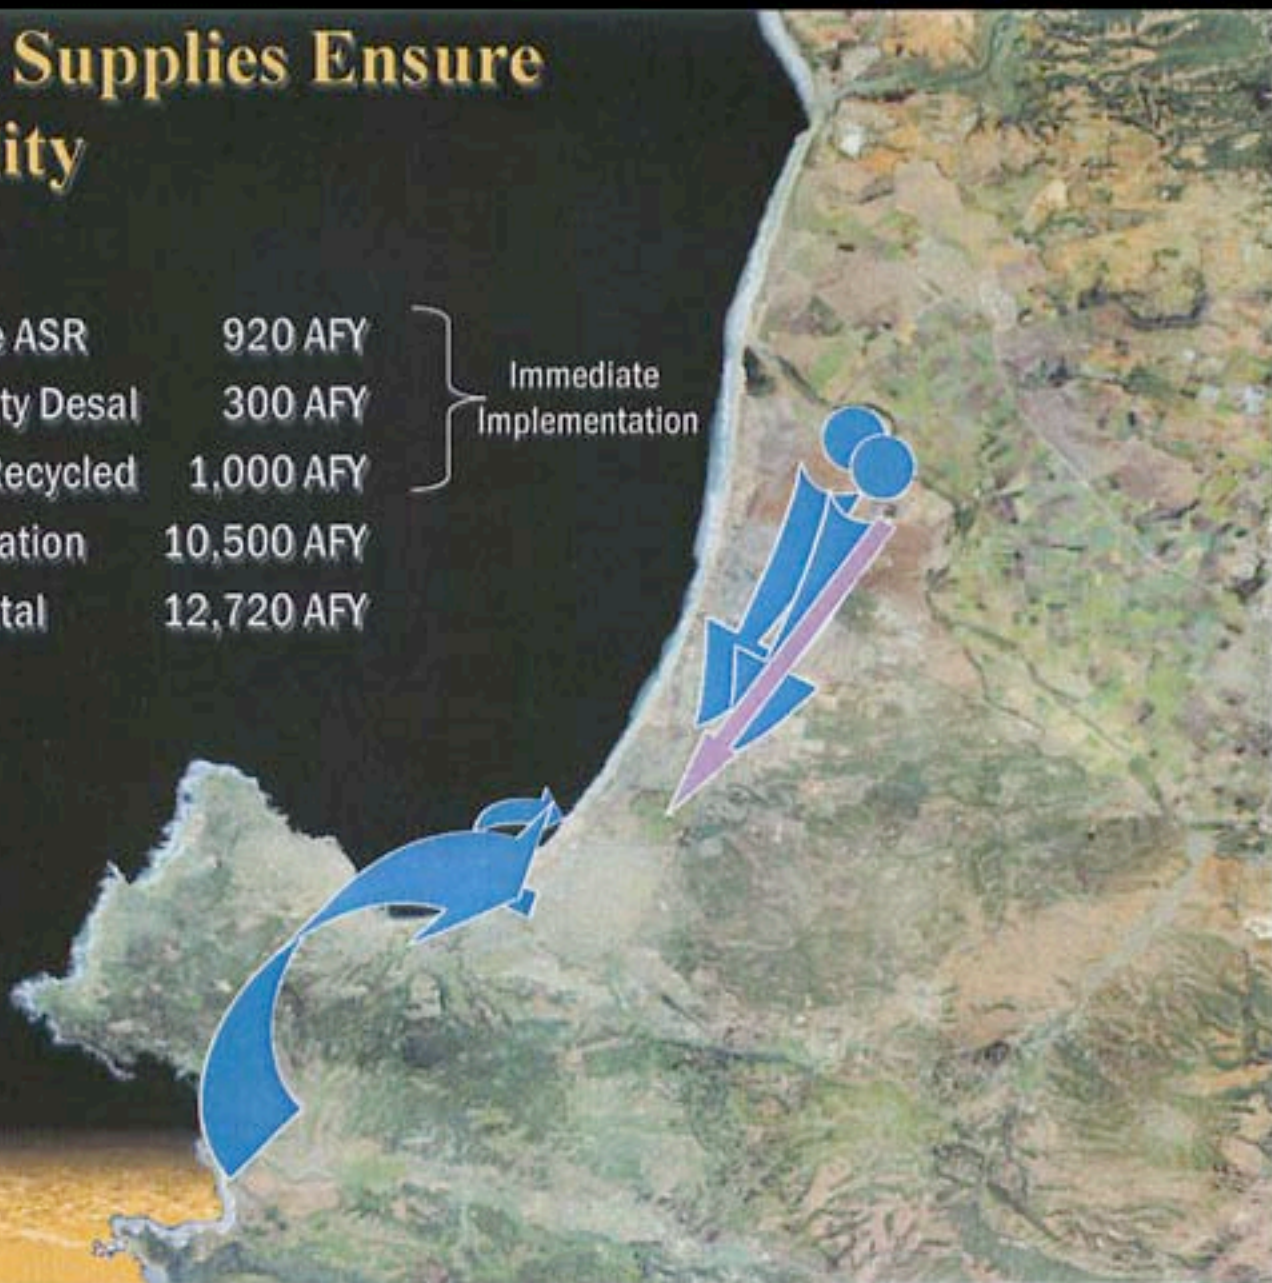 Supplies Ensure
ity
e ASR 920 AFY
ty Desal 300 AFY
Recycled 1,000 AFY
ation 10,500 AFY
tal 12,720 AFY
Immediate
Implementation